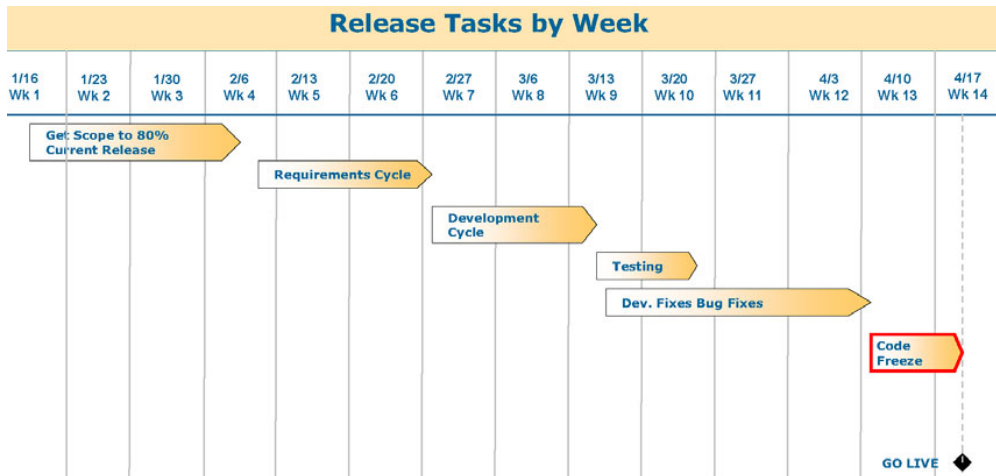 Release Tasks by Week
1/16 1/23 1/30 2/6 2/13 2/20 2/27 3/6 3/13 3/20 3/27 4/3 4/10 4/17
Wk 1 Wk 2 Wk 3 Wk 4 Wk 5 Wk 6 Wk 7 Wk 8 Wk 9 Wk 10 Wk 11 Wk 12 Wk 13 Wk 14
Get Scope to 80%
Current Release
Requirements Cycle
Development
Cycle
Testing
Dev. Fixes Bug Fixes
Code
Freeze
GO LIVE